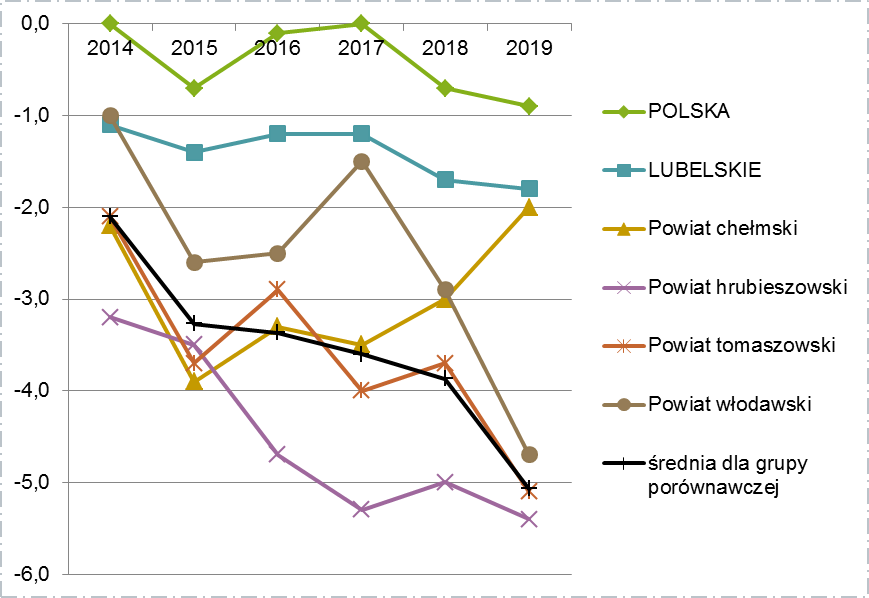 0,0
2014 2015 2016 2017 2018 2019
-1,0
-2,0
-3,0
-4,0
-5,0
-6,0
POLSKA
LUBELSKIE
Powiat chełmski
Powiat hrubieszowski
Powiat tomaszowski
Powiat włodawski
średnia dla grupy
porównawczej